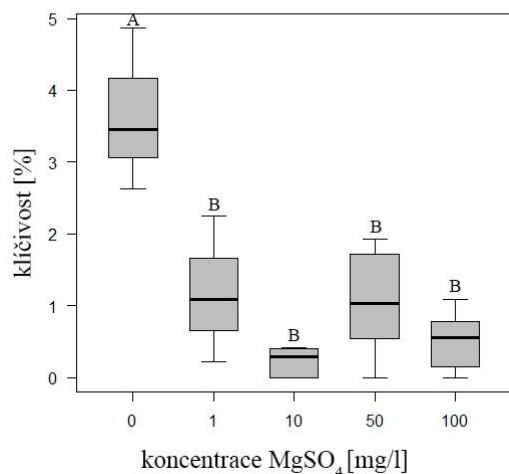 5
4
3
2
1
0
klíčivost [%]
A
B
B
B
B
0 1 10 50 100
koncentrace MgSO₄ [mg/l]